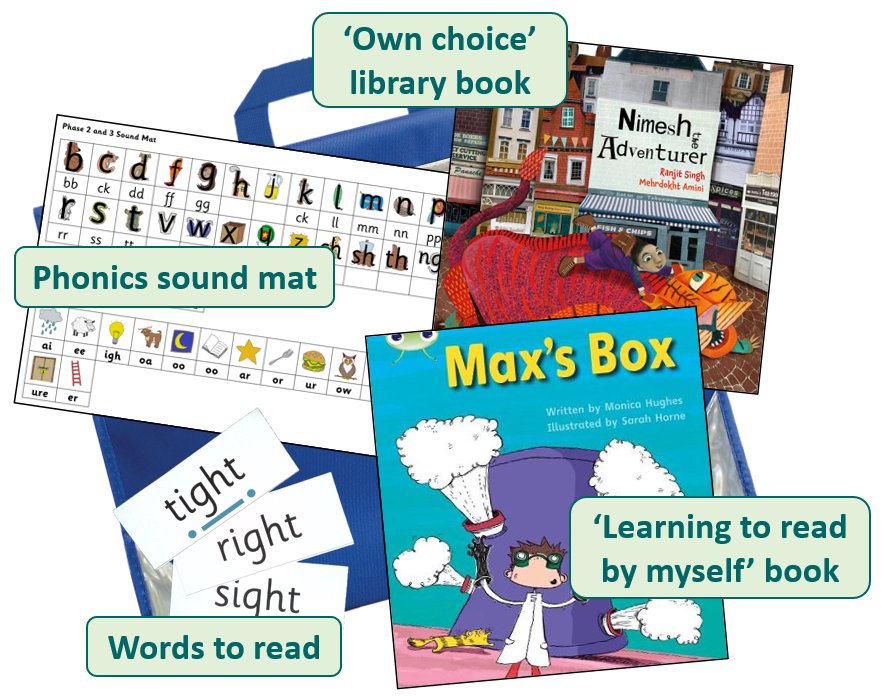 'Own choice'
library book
Nimesh the
Adventurer
Ranjit Singh
Mehrdokht Amini
SERVICE
Panache
FISH & CHIPS
Phase 2 and 3 Sound Mat
b c d f g h j k l m n p
bb ck dd ff gg ck ll mm nn pp
r s t v w x q z sh th ng
rr ss tt
Phonics sound mat
ai ee igh oa oo oo ar or ur ow
ure er
Max's Box
Written by Monica Hughes
Illustrated by Sarah Horne
tight
right
sight
'Learning to read
by myself' book
Words to read